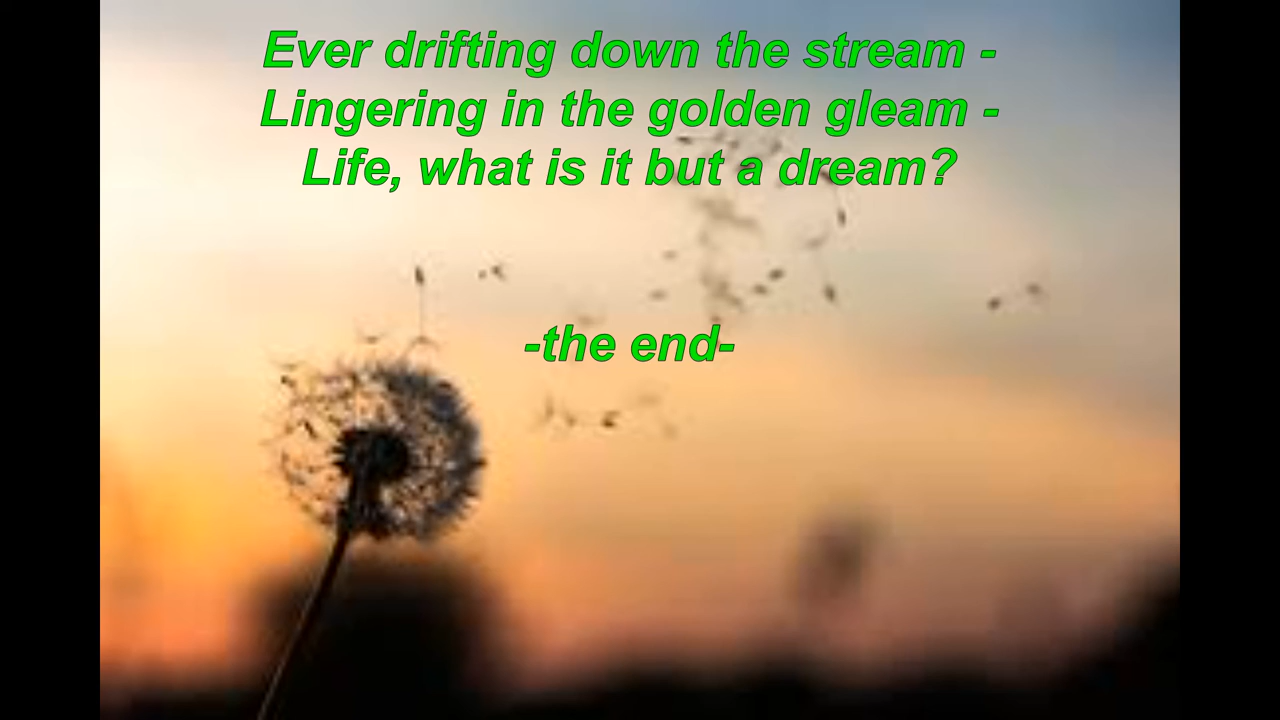 Ever drifting down the stream -
Lingering in the golden gleam -
Life, what is it but a dream?
-the end-